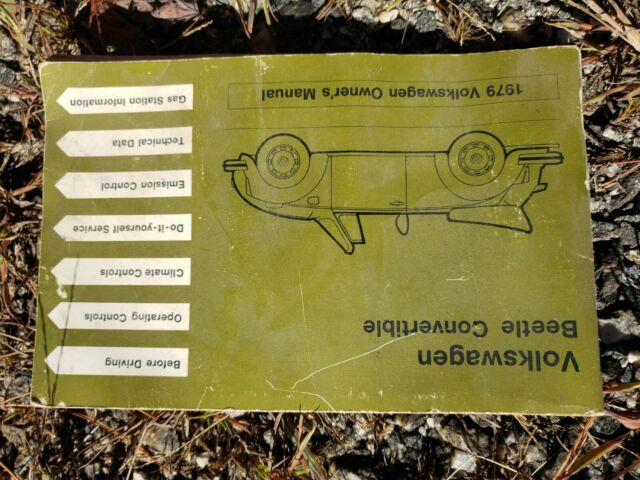 Volkswagen
Beetle Convertible
1979 Volkswagen Owner's Manual
Before Driving
Operating Controls
Climate Controls
Do-it-yourself Service
Emission Control
Technical Data
Gas Station Information